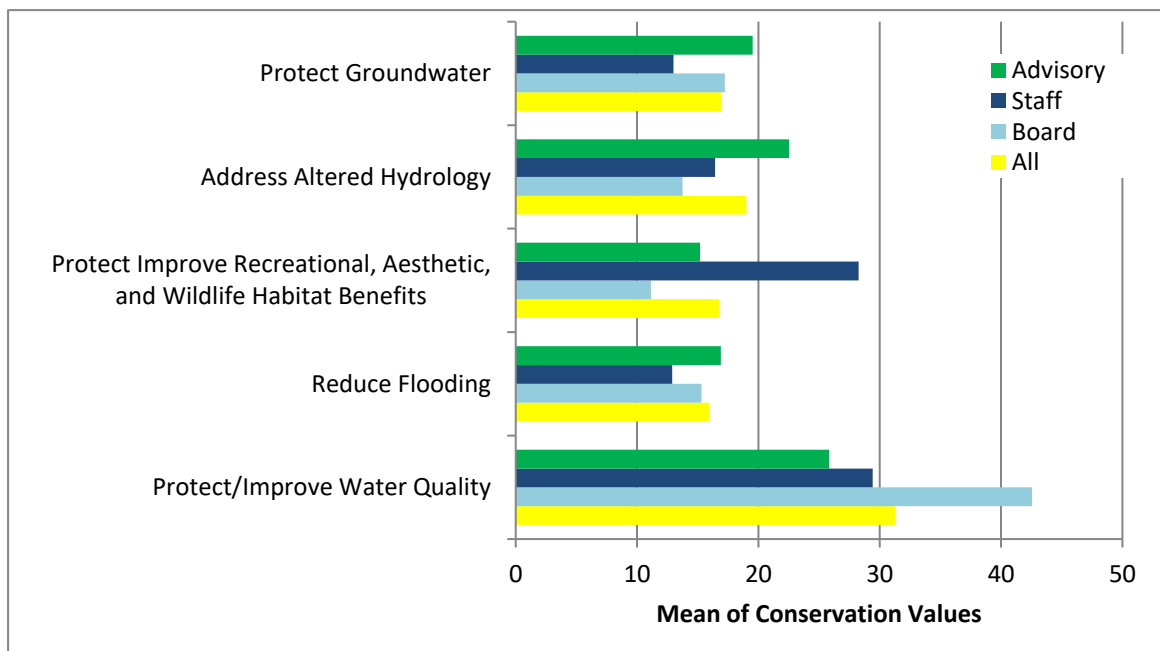 Protect Groundwater
Address Altered Hydrology
Protect Improve Recreational, Aesthetic,
and Wildlife Habitat Benefits
Reduce Flooding
Protect/Improve Water Quality
Advisory
Staff
Board
All
0 10 20 30 40 50
Mean of Conservation Values